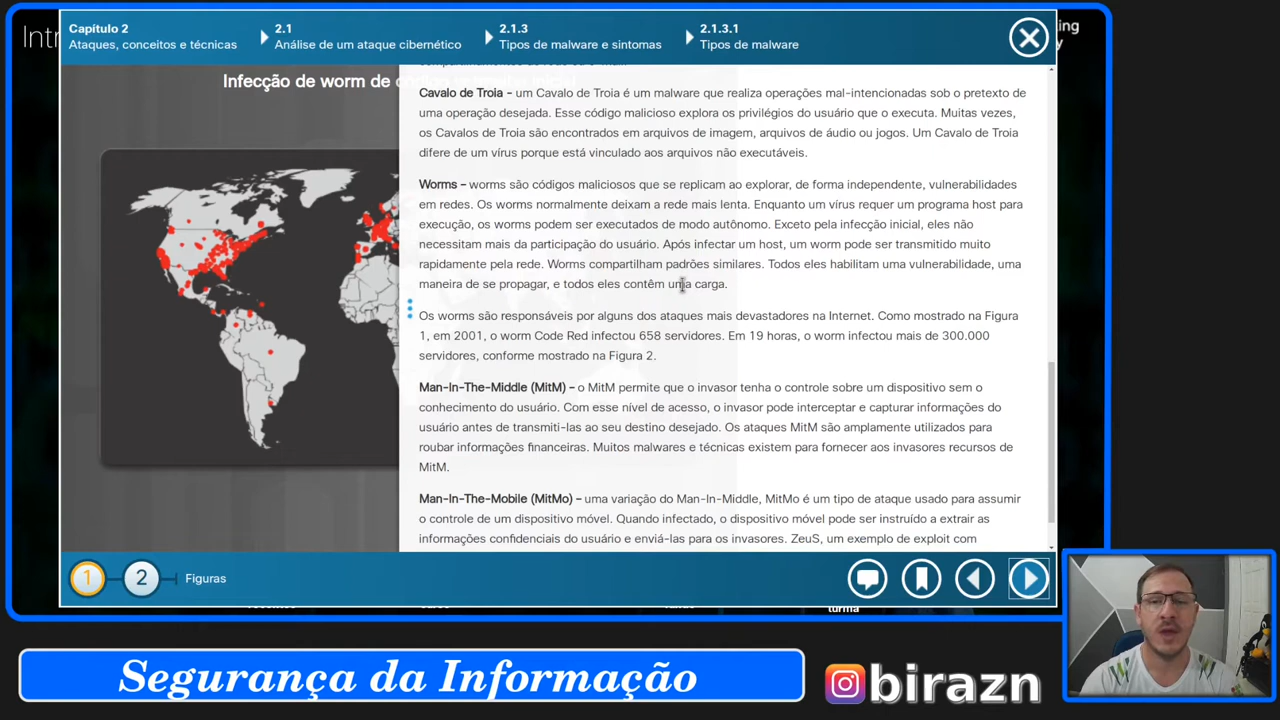 Intr
king
y
Capítulo 2
Ataques, conceitos e técnicas
2.1
Análise de um ataque cibernético
2.1.3
Tipos de malware e sintomas
2.1.3.1
Tipos de malware
Infecção de worm de
Cavalo de Troia - um Cavalo de Troia é um malware que realiza operações mal-intencionadas sob o pretexto de
uma operação desejada. Esse código malicioso explora os privilégios do usuário que o executa. Muitas vezes,
os Cavalos de Troia são encontrados em arquivos de imagem, arquivos de áudio ou jogos. Um Cavalo de Troia
difere de um vírus porque está vinculado aos arquivos não executáveis.
Worms – worms são códigos maliciosos que se replicam ao explorar, de forma independente, vulnerabilidades
em redes. Os worms normalmente deixam a rede mais lenta. Enquanto um vírus requer um programa host para
execução, os worms podem ser executados de modo autônomo. Exceto pela infecção inicial, eles não
necessitam mais da participação do usuário. Após infectar um host, um worm pode ser transmitido muito
rapidamente pela rede. Worms compartilham padrões similares. Todos eles habilitam uma vulnerabilidade, uma
maneira de se propagar, e todos eles contêm uma carga.
Os worms são responsáveis por alguns dos ataques mais devastadores na Internet. Como mostrado na Figura
1, em 2001, o worm Code Red infectou 658 servidores. Em 19 horas, o worm infectou mais de 300.000
servidores, conforme mostrado na Figura 2.
Man-In-The-Middle (MitM) – o MitM permite que o invasor tenha o controle sobre um dispositivo sem o
conhecimento do usuário. Com esse nível de acesso, o invasor pode interceptar e capturar informações do
usuário antes de transmiti-las ao seu destino desejado. Os ataques MitM são amplamente utilizados para
roubar informações financeiras. Muitos malwares e técnicas existem para fornecer aos invasores recursos de
MitM.
Man-In-The-Mobile (MitMo) – uma variação do Man-In-Middle, MitMo é um tipo de ataque usado para assumir
o controle de um dispositivo móvel. Quando infectado, o dispositivo móvel pode ser instruído a extrair as
informações confidenciais do usuário e enviá-las para os invasores. ZeuS, um exemplo de exploit com
1
2
Figuras
turma
Segurança da Informação
birazn